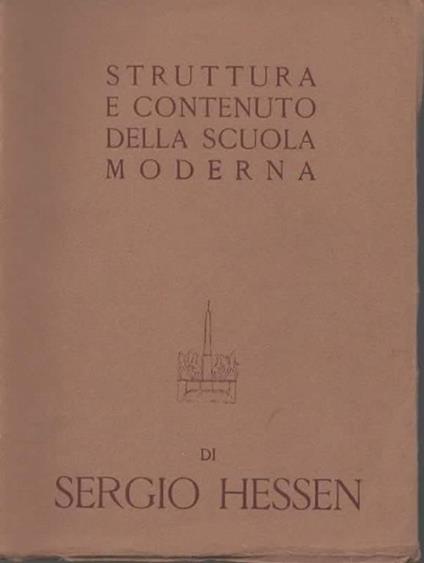 STRUTTURA
E CONTENUTO
DELLA SCUOLA
MODERNA
DI
SERGIO HESSEN